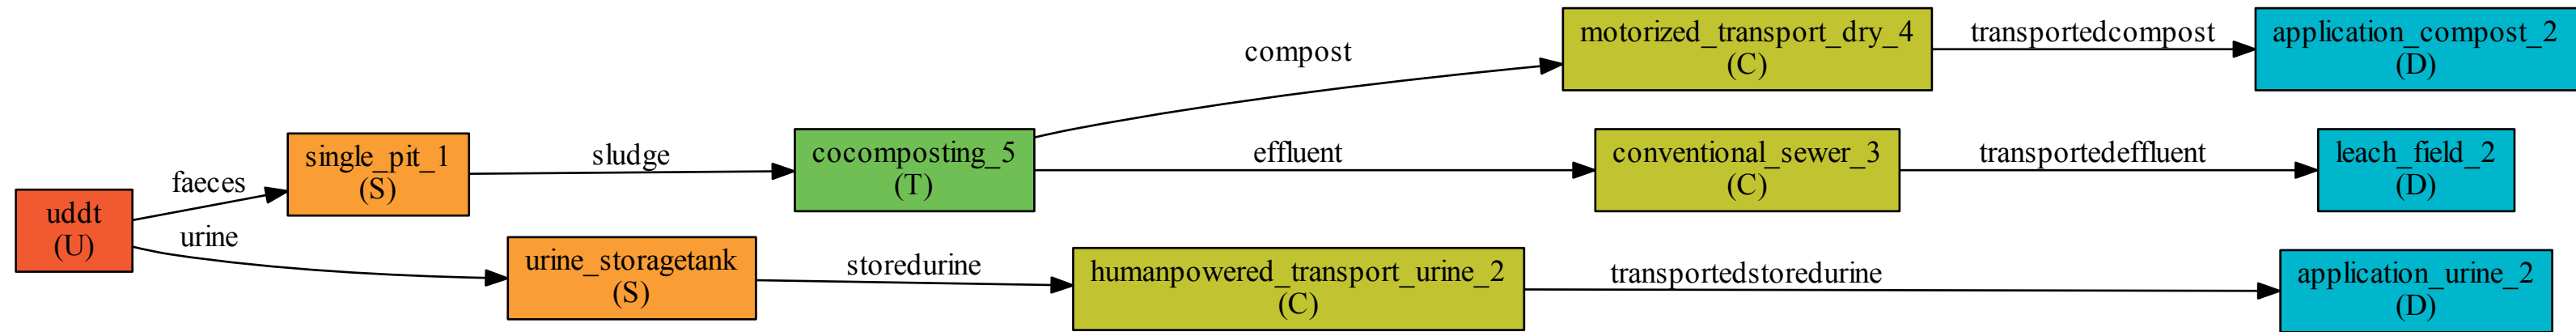 uddt
(U)
faeces
urine
single_pit_1
(S)
sludge
urine_storagetank
(S)
storedurine
cocomposting_5
(T)
compost
effluent
humanpowered_transport_urine_2
(C)
transportedstoredurine
motorized_transport_dry_4
(C)
transportedcompost
conventional_sewer_3
(C)
transportedeffluent
application_compost_2
(D)
leach_field_2
(D)
application_urine_2
(D)